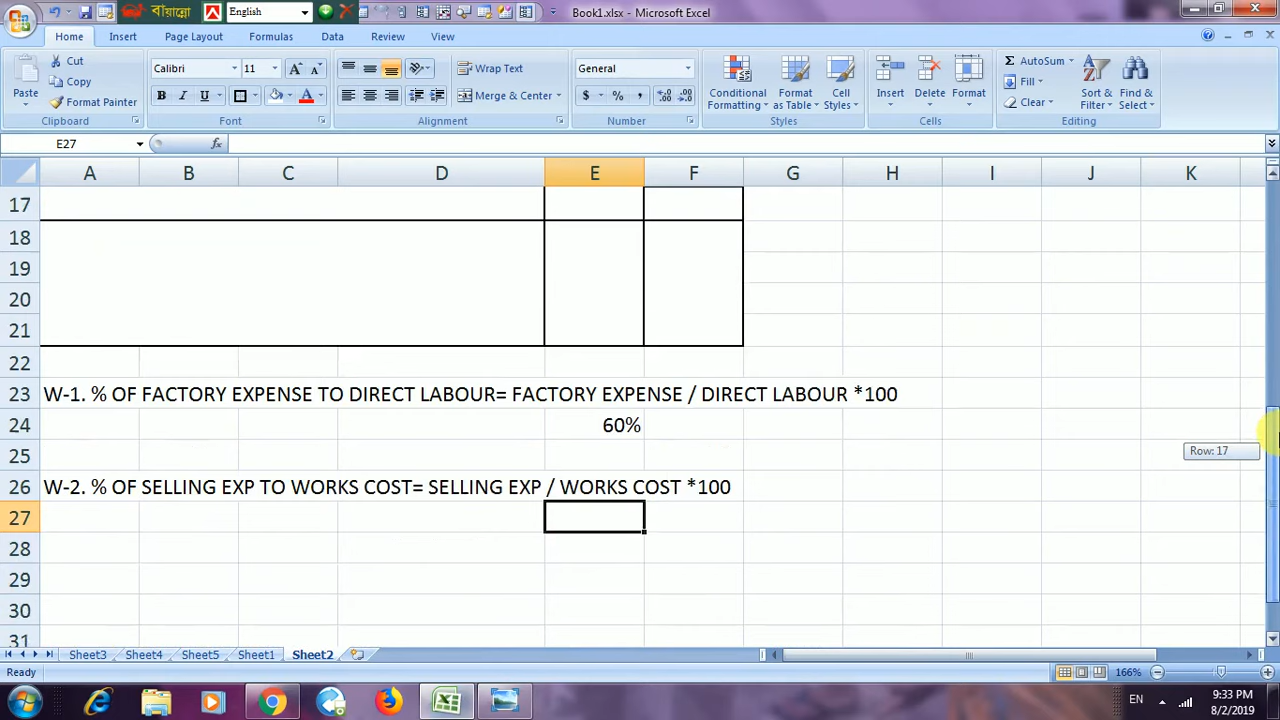 বায়ান্নো English Book1.xlsx - Microsoft Excel
Home Insert Page Layout Formulas Data Review View
Paste Cut Copy Format Painter Clipboard
Calibri 11 B I U A Font
Wrap Text Merge & Center Alignment
General $ % , Number
Conditional Formatting Format as Table Cell Styles Styles
Insert Delete Format Cells
Σ AutoSum Fill Clear Sort & Filter Find & Select Editing
E27 fx
A B C D E F G H I J K
17
18
19
20
21
22
23 W-1. % OF FACTORY EXPENSE TO DIRECT LABOUR= FACTORY EXPENSE / DIRECT LABOUR *100
24 60%
25
Row: 17
26 W-2. % OF SELLING EXP TO WORKS COST= SELLING EXP / WORKS COST *100
27
28
29
30
31
Sheet3 Sheet4 Sheet5 Sheet1 Sheet2
Ready 166%
EN 9:33 PM
8/2/2019